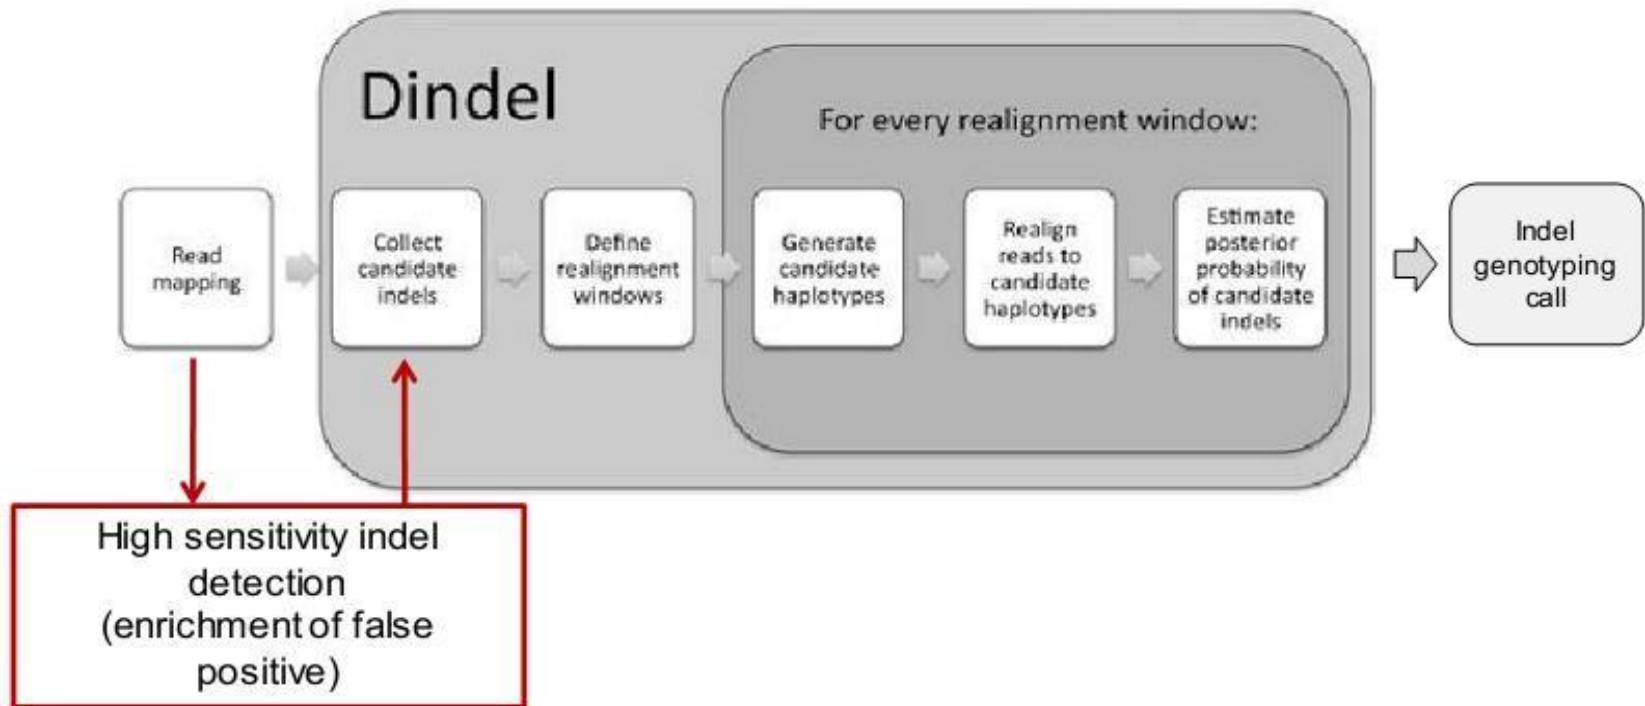 Dindel
For every realignment window:
Read
mapping
Collect
candidate
indels
Define
realignment
windows
Generate
candidate
haplotypes
Realign
reads to
candidate
haplotypes
Estimate
posterior
probability
of candidate
indels
Indel
genotyping
call
High sensitivity indel
detection
(enrichment of false
positive)